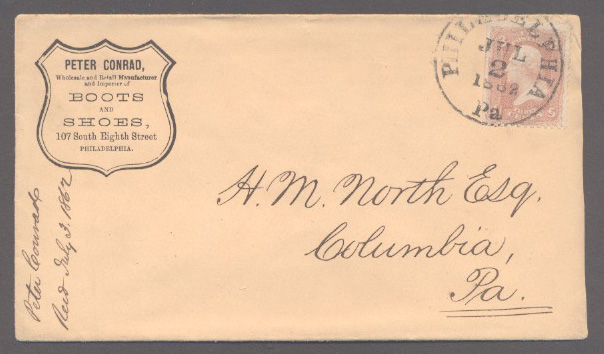 PETER CONRAD,
Wholesale and Retail Manufacturer
and Importer of
BOOTS
AND
SHOES,
107 South Eighth Street
PHILADELPHIA.
PHILADELPHIA
JUL
2
1862
Pa
H. M. North Esq.
Columbia,
Pa.
Peter Conrad
Recd July 3. 1862